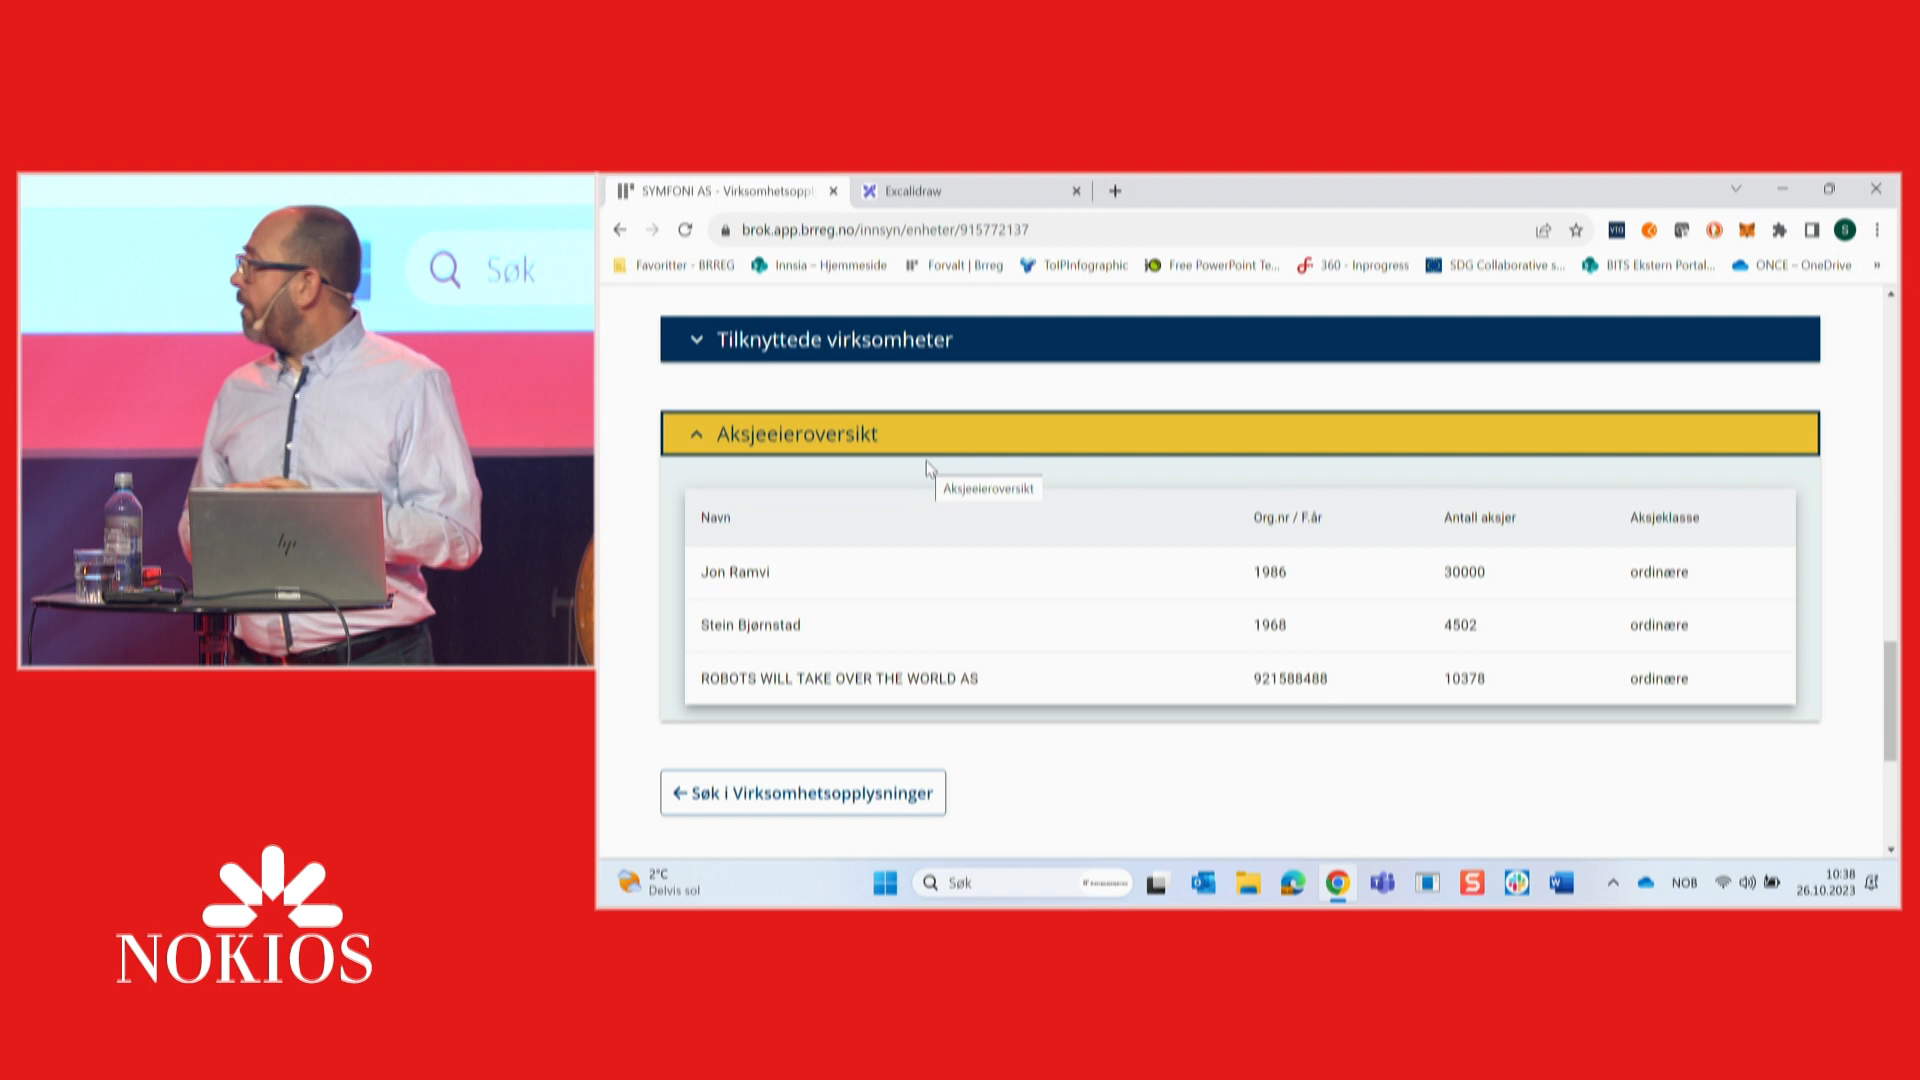 Søk
hp
NOKIOS
SYMFONI AS - Virksomhetsoppl
Excalidraw
brok.app.brreg.no/innsyn/enheter/915772137
V10
S
Favoritter - BRREG
Innsia – Hjemmeside
Forvalt | Brreg
ToIPInfographic
Free PowerPoint Te...
360 - Inprogress
SDG Collaborative s...
BITS Ekstern Portal...
ONCE – OneDrive
»
Tilknyttede virksomheter
Aksjeeieroversikt
Aksjeeieroversikt
Navn Org.nr / F.år Antall aksjer Aksjeklasse
Jon Ramvi 1986 30000 ordinære
Stein Bjørnstad 1968 4502 ordinære
ROBOTS WILL TAKE OVER THE WORLD AS 921588488 10378 ordinære
← Søk i Virksomhetsopplysninger
2°C
Delvis sol
Søk
NOB
10:38
26.10.2023